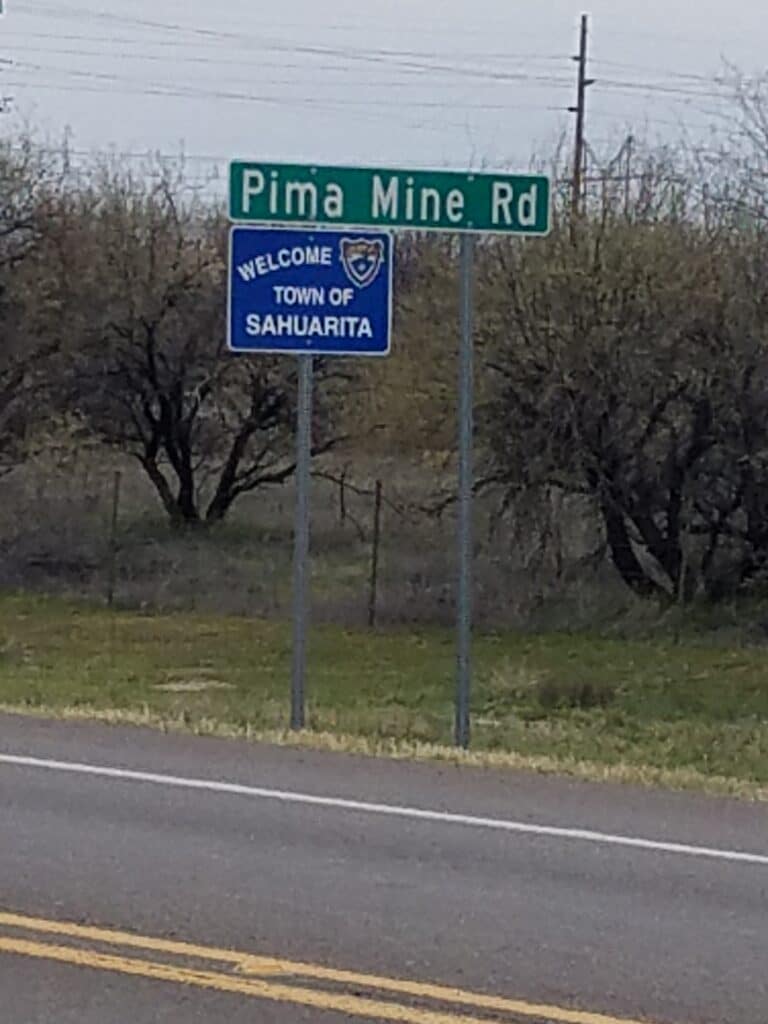 Pima Mine Rd
WELCOME
TOWN OF
SAHUARITA